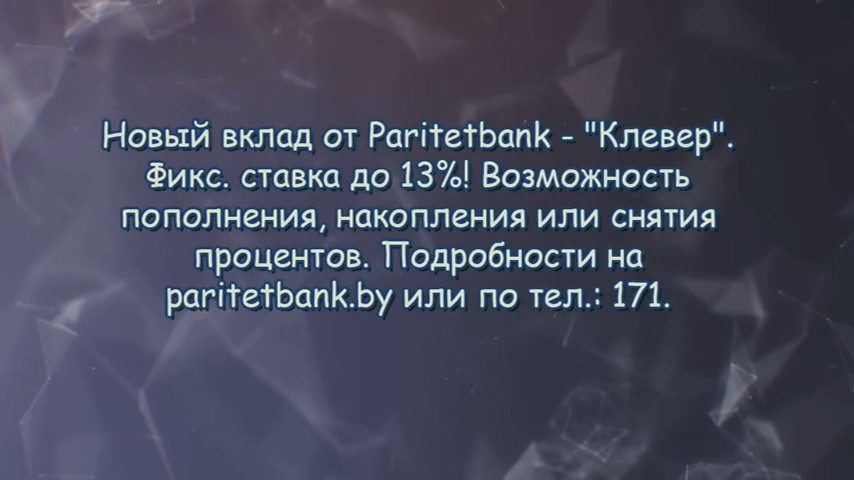 Новый вклад от Paritetbank - "Клевер".
Фикс. ставка до 13%! Возможность
пополнения, накопления или снятия
процентов. Подробности на
paritetbank.by или по тел.: 171.